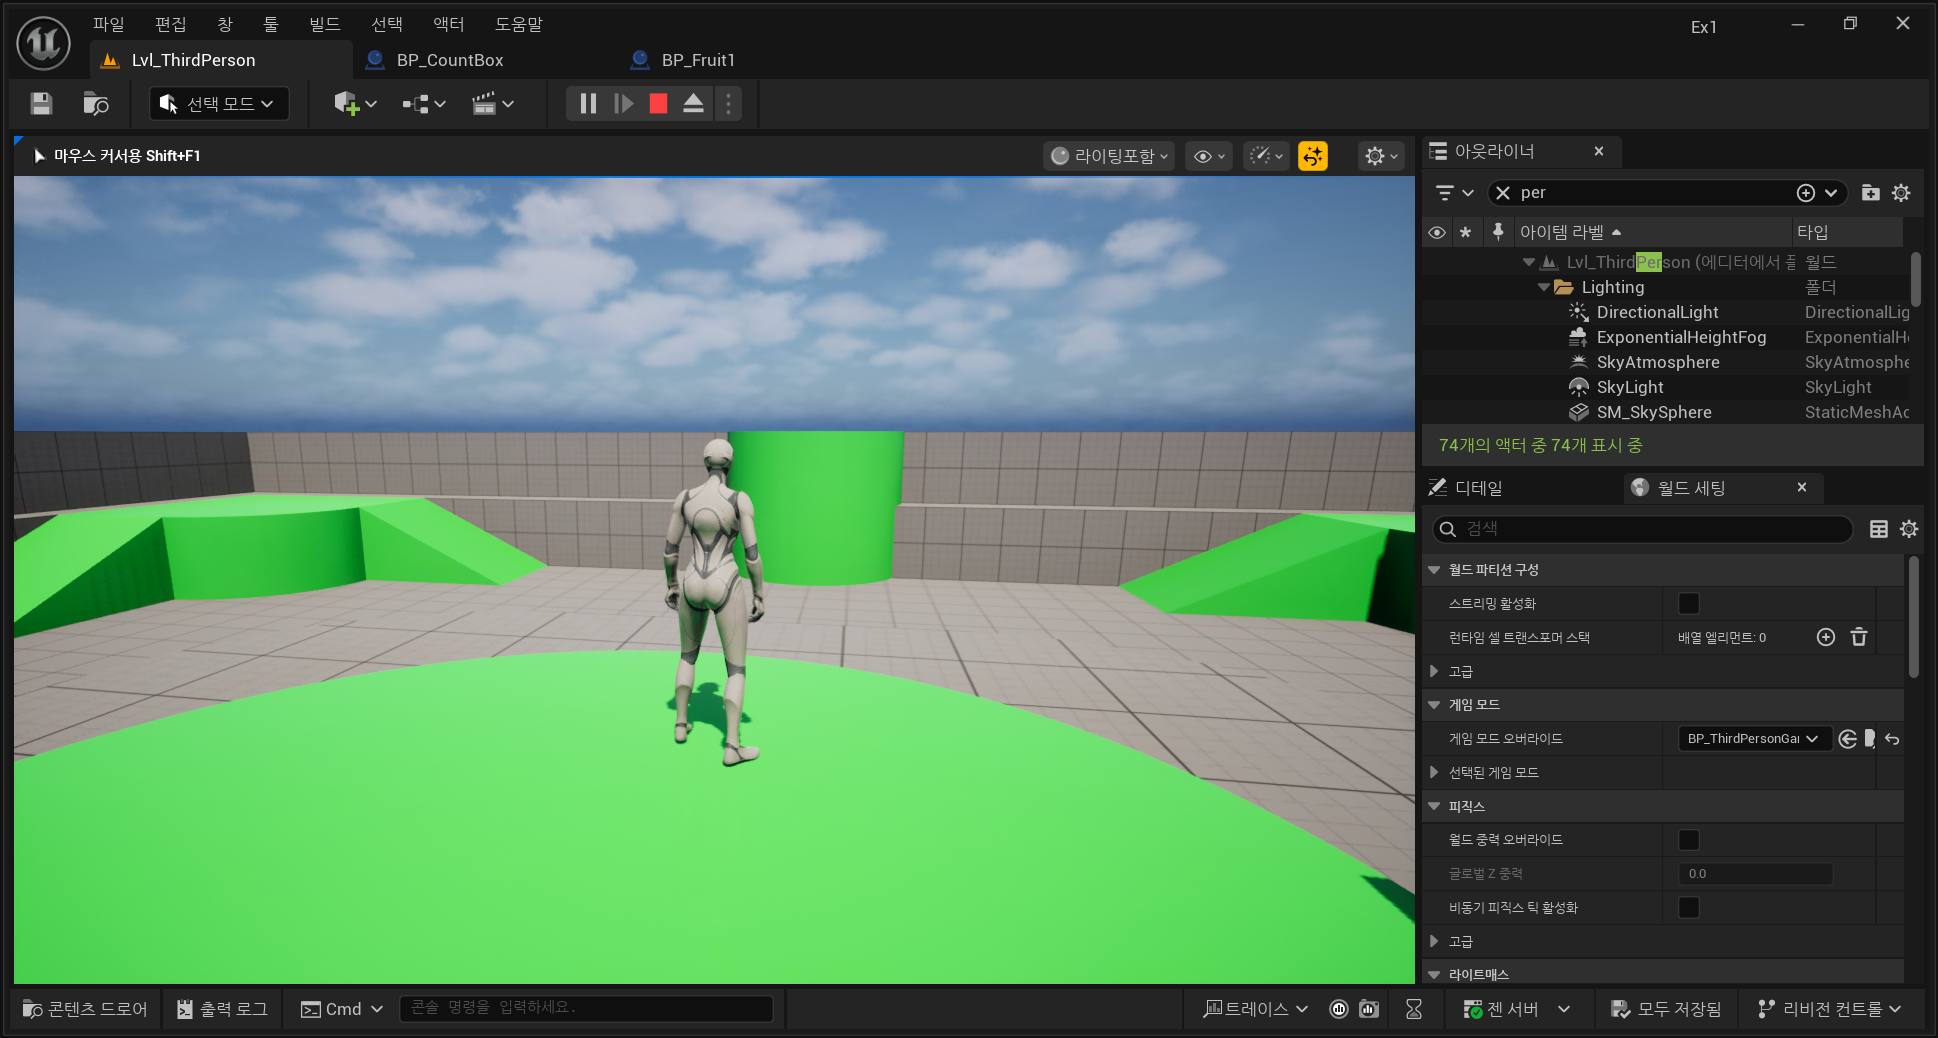 파일 편집 창 툴 빌드 선택 액터 도움말
Ex1
Lvl_ThirdPerson BP_CountBox BP_Fruit1
선택 모드
마우스 커서용 Shift+F1
라이팅포함
아웃라이너
per
아이템 라벨 타입
Lvl_ThirdPerson (에디터에서 월드
Lighting 폴더
DirectionalLight DirectionalLig
ExponentialHeightFog ExponentialH
SkyAtmosphere SkyAtmosphe
SkyLight SkyLight
SM_SkySphere StaticMeshAc
74개의 액터 중 74개 표시 중
디테일 월드 세팅
검색
월드 파티션 구성
스트리밍 활성화
런타임 셀 트랜스포머 스택 배열 엘리먼트: 0
고급
게임 모드
게임 모드 오버라이드 BP_ThirdPersonGa
선택된 게임 모드
피직스
월드 중력 오버라이드
글로벌 Z 중력 0.0
비동기 피직스 틱 활성화
고급
라이트매스
콘텐츠 드로어 출력 로그 Cmd 콘솔 명령을 입력하세요. 트레이스 젠 서버 모두 저장됨 리비전 컨트롤